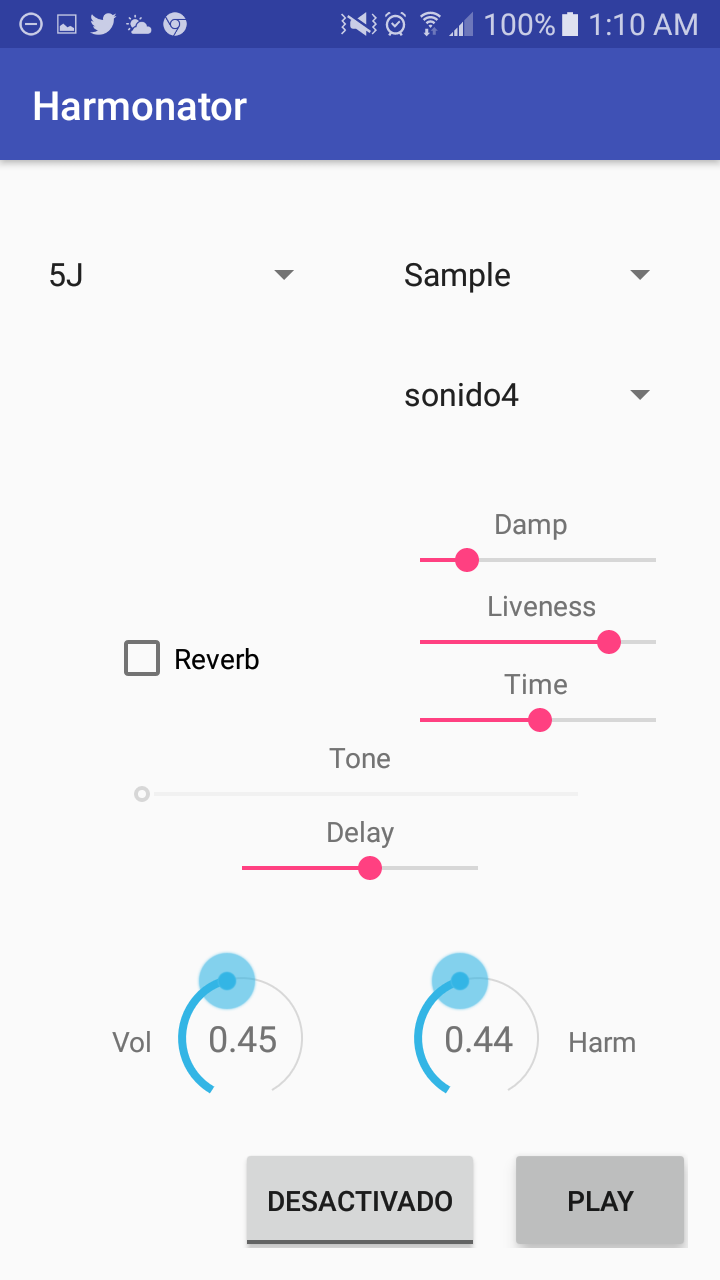 100% 1:10 AM
Harmonator
5J
Sample
sonido4
Damp
Liveness
Reverb
Time
Tone
Delay
Vol
0.45
0.44
Harm
DESACTIVADO
PLAY